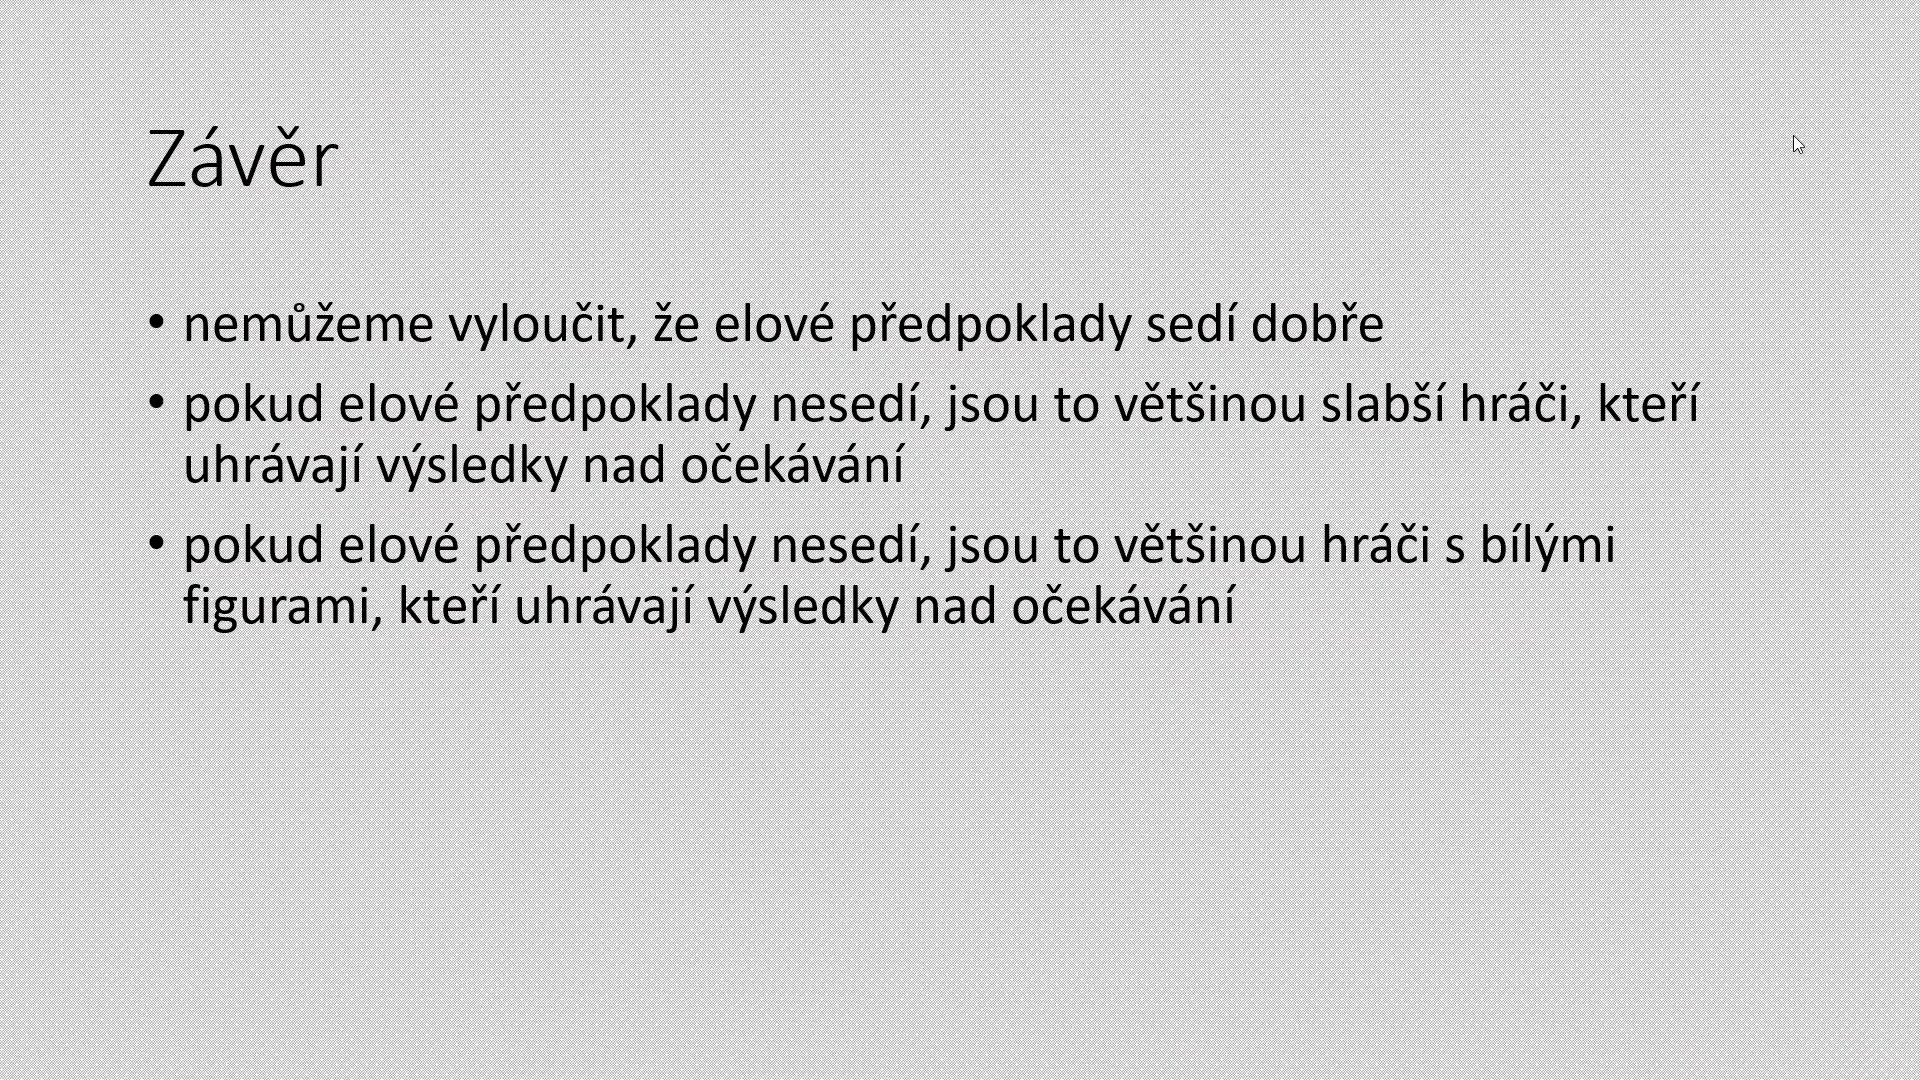 Závěr
• nemůžeme vyloučit, že elové předpoklady sedí dobře
• pokud elové předpoklady nesedí, jsou to většinou slabší hráči, kteří
uhrávají výsledky nad očekávání
• pokud elové předpoklady nesedí, jsou to většinou hráči s bílými
figurami, kteří uhrávají výsledky nad očekávání